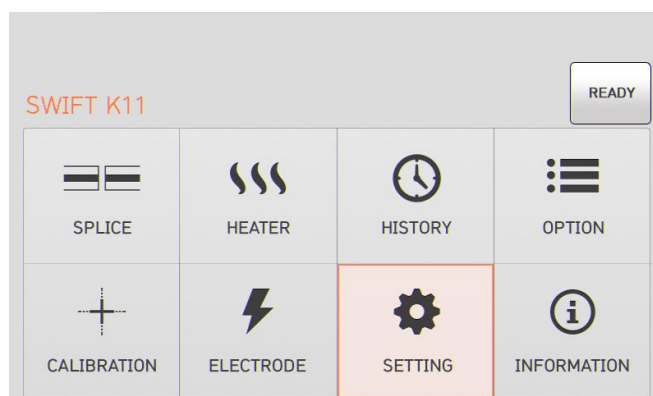 READY
SWIFT K11
SPLICE HEATER HISTORY OPTION
CALIBRATION ELECTRODE SETTING INFORMATION